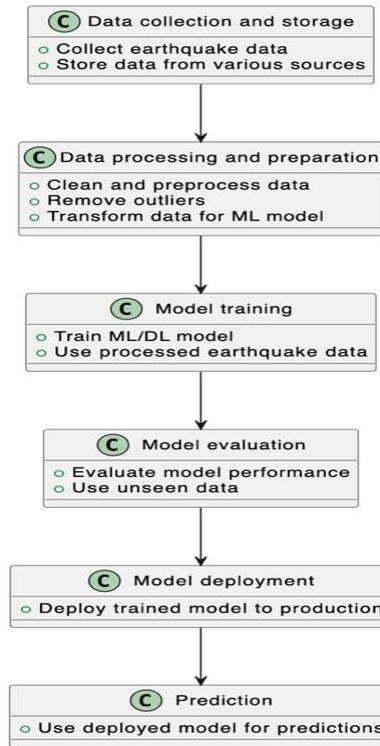 C Data collection and storage
Collect earthquake data
Store data from various sources
C Data processing and preparation
Clean and preprocess data
Remove outliers
Transform data for ML model
C Model training
Train ML/DL model
Use processed earthquake data
C Model evaluation
Evaluate model performance
Use unseen data
C Model deployment
Deploy trained model to production
C Prediction
Use deployed model for predictions